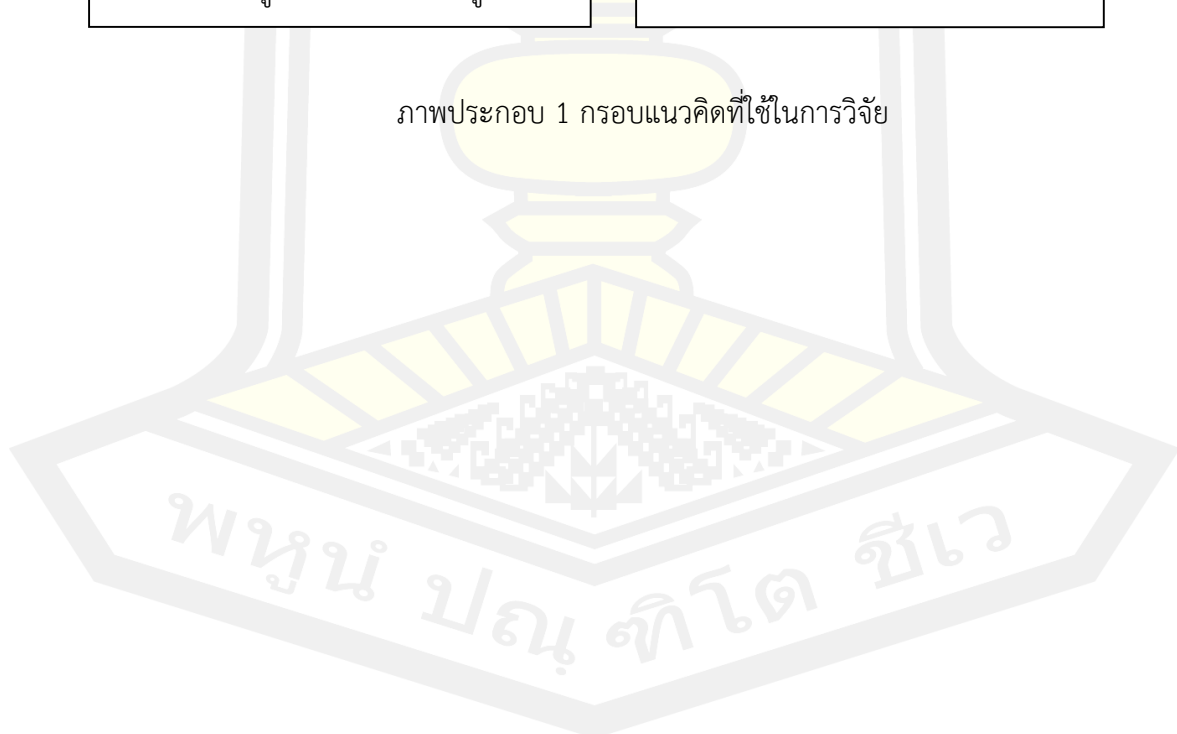 ภาพประกอบ 1 กรอบแนวคิดที่ใช้ในการวิจัย
พหูนํ ปณฺฑิโต ชีเว